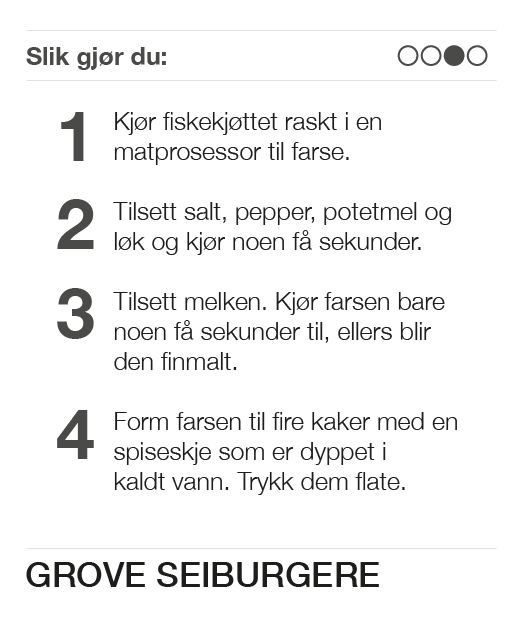 Slik gjør du:
1 Kjør fiskekjøttet raskt i en
matprosessor til farse.
2 Tilsett salt, pepper, potetmel og
løk og kjør noen få sekunder.
3 Tilsett melken. Kjør farsen bare
noen få sekunder til, ellers blir
den finmalt.
4 Form farsen til fire kaker med en
spiseskje som er dyppet i
kaldt vann. Trykk dem flate.
GROVE SEIBURGERE